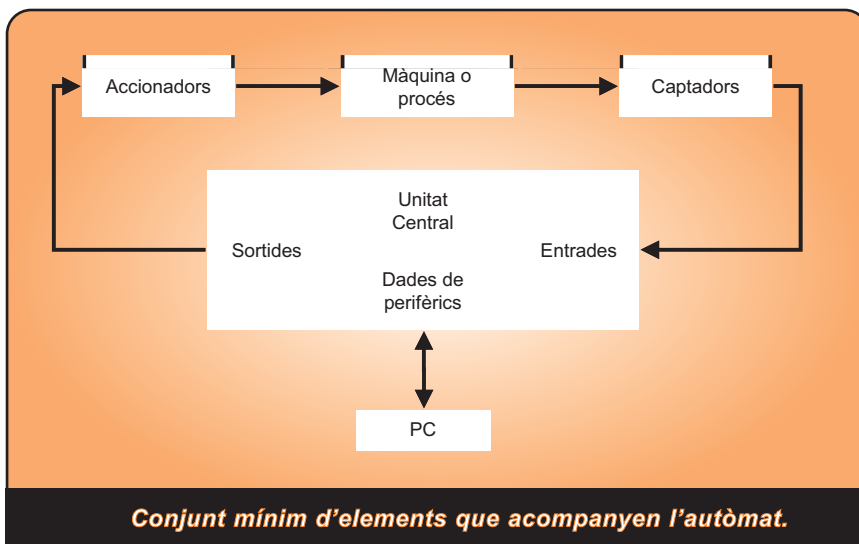 Accionadors
Màquina o
procés
Captadors
Unitat
Central
Sortides
Entrades
Dades de
perifèrics
PC
Conjunt mínim d'elements que acompanyen l'autòmat.